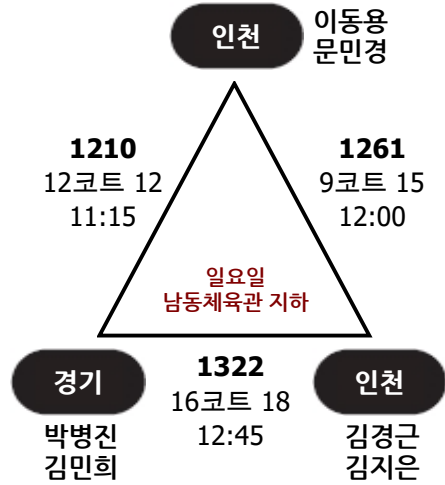 인천
이동용
문민경
1210
12코트 12
11:15
1261
9코트 15
12:00
일요일
남동체육관 지하
경기
박병진
김민희
1322
16코트 18
12:45
인천
김경근
김지은